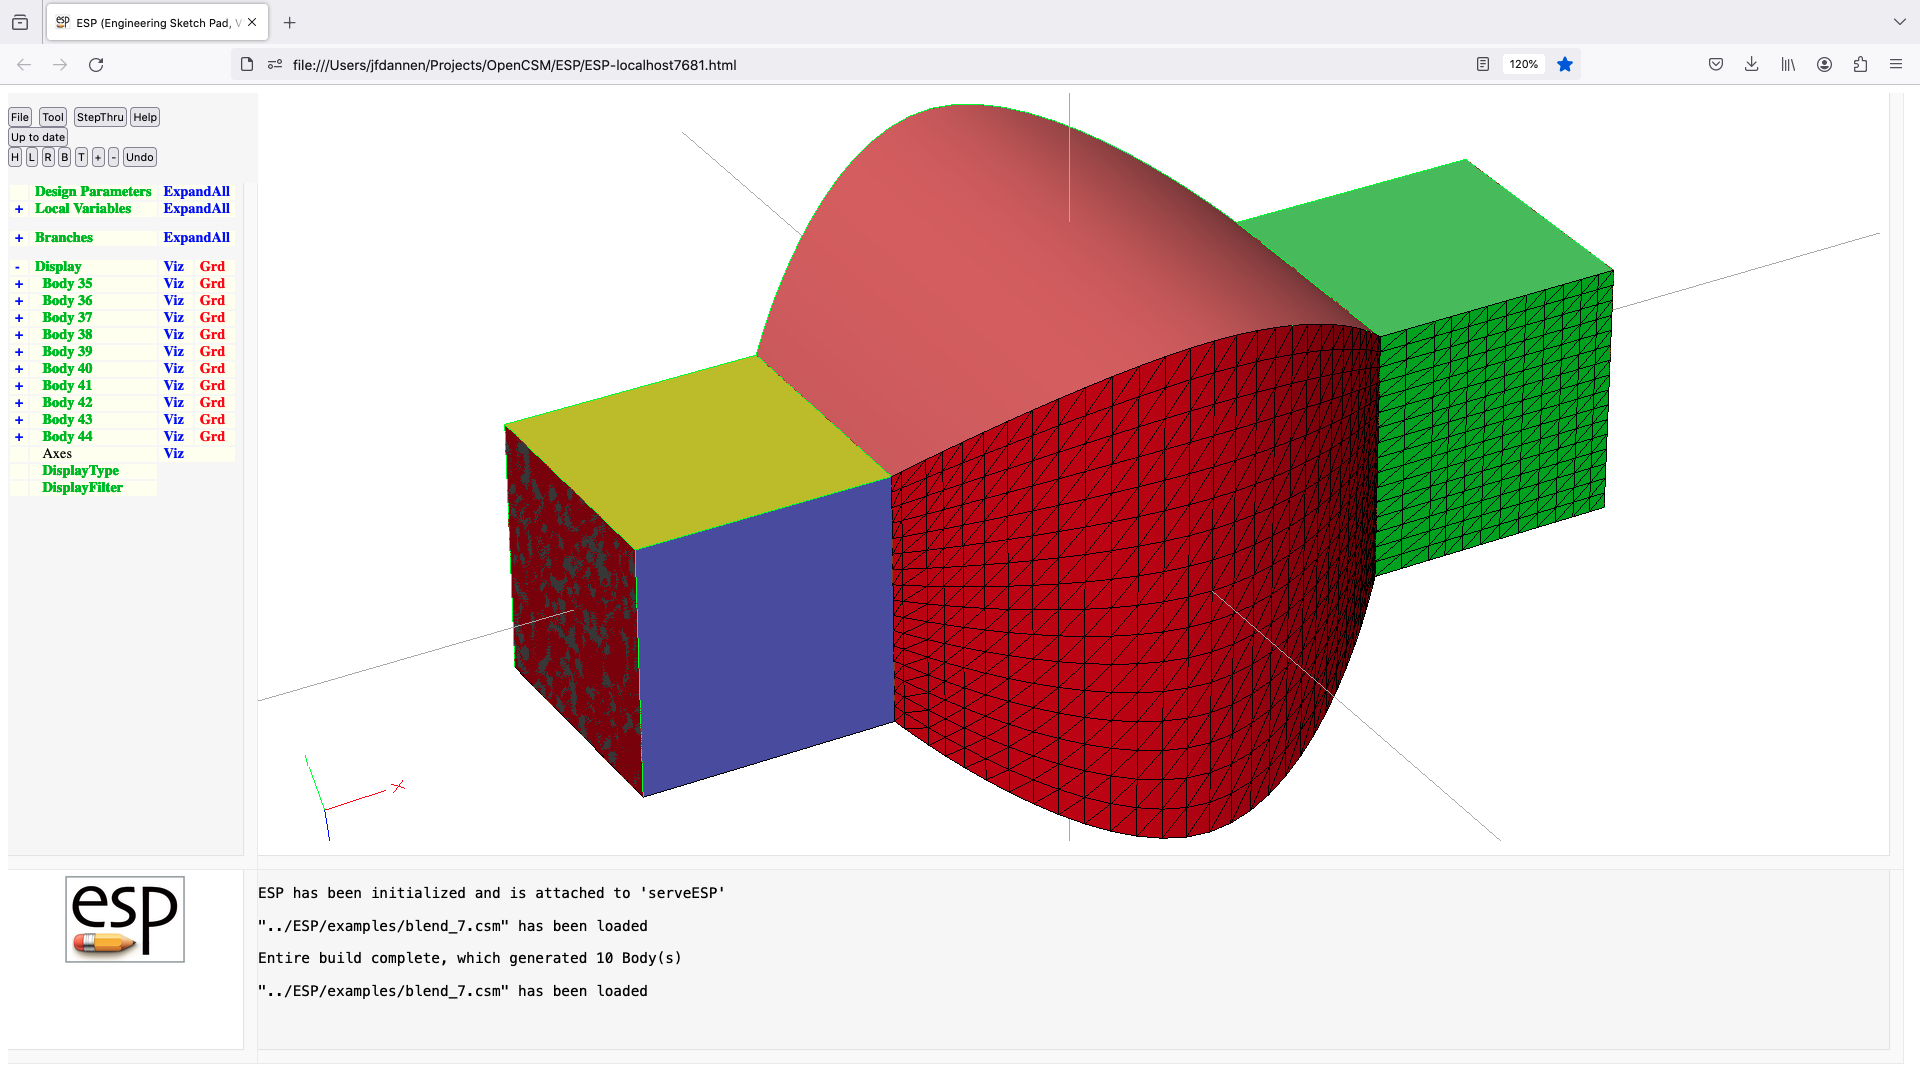 ESP (Engineering Sketch Pad, V
file:///Users/jfdannen/Projects/OpenCSM/ESP/ESP-localhost7681.html
120%
File Tool StepThru Help
Up to date
H L R B T + - Undo
Design Parameters ExpandAll
+ Local Variables ExpandAll
+ Branches ExpandAll
- Display Viz Grd
+ Body 35 Viz Grd
+ Body 36 Viz Grd
+ Body 37 Viz Grd
+ Body 38 Viz Grd
+ Body 39 Viz Grd
+ Body 40 Viz Grd
+ Body 41 Viz Grd
+ Body 42 Viz Grd
+ Body 43 Viz Grd
+ Body 44 Viz Grd
Axes Viz
DisplayType
DisplayFilter
X
esp
ESP has been initialized and is attached to 'serveESP'
"../ESP/examples/blend_7.csm" has been loaded
Entire build complete, which generated 10 Body(s)
"../ESP/examples/blend_7.csm" has been loaded